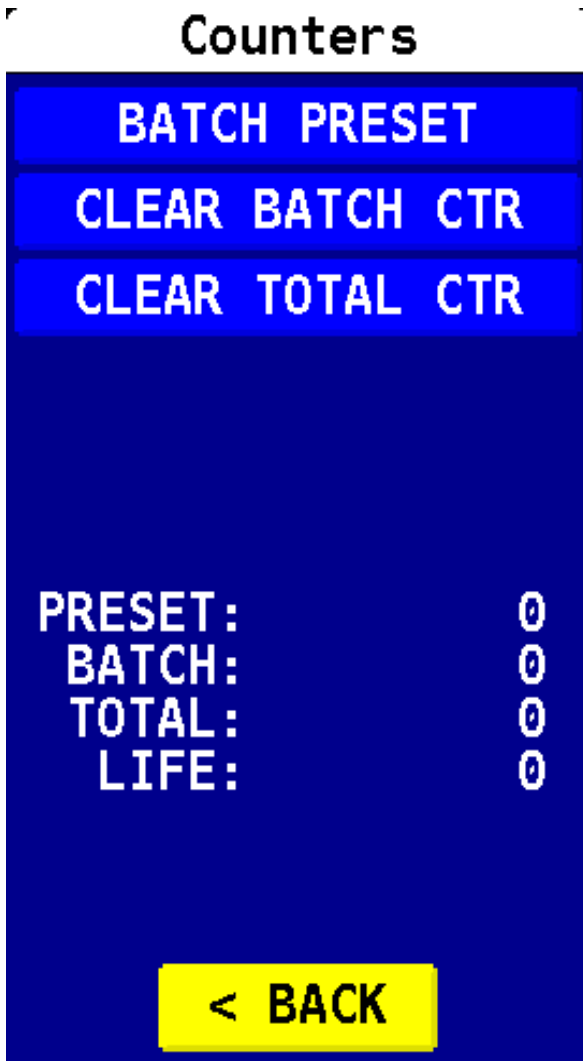 Counters
BATCH PRESET
CLEAR BATCH CTR
CLEAR TOTAL CTR
PRESET: 0
BATCH: 0
TOTAL: 0
LIFE: 0
< BACK